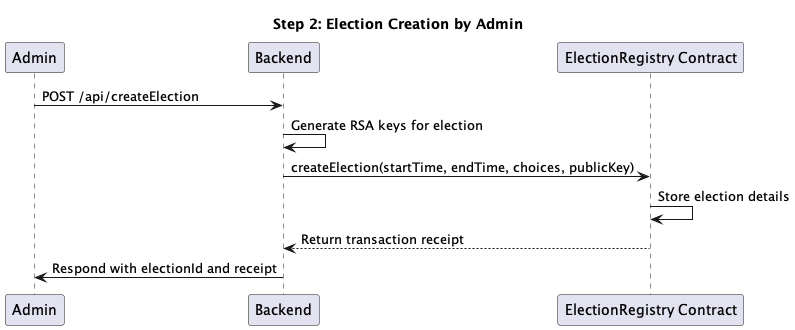 Step 2: Election Creation by Admin
Admin
Backend
ElectionRegistry Contract
POST /api/createElection
Generate RSA keys for election
createElection(startTime, endTime, choices, publicKey)
Store election details
Return transaction receipt
Respond with electionId and receipt
Admin
Backend
ElectionRegistry Contract